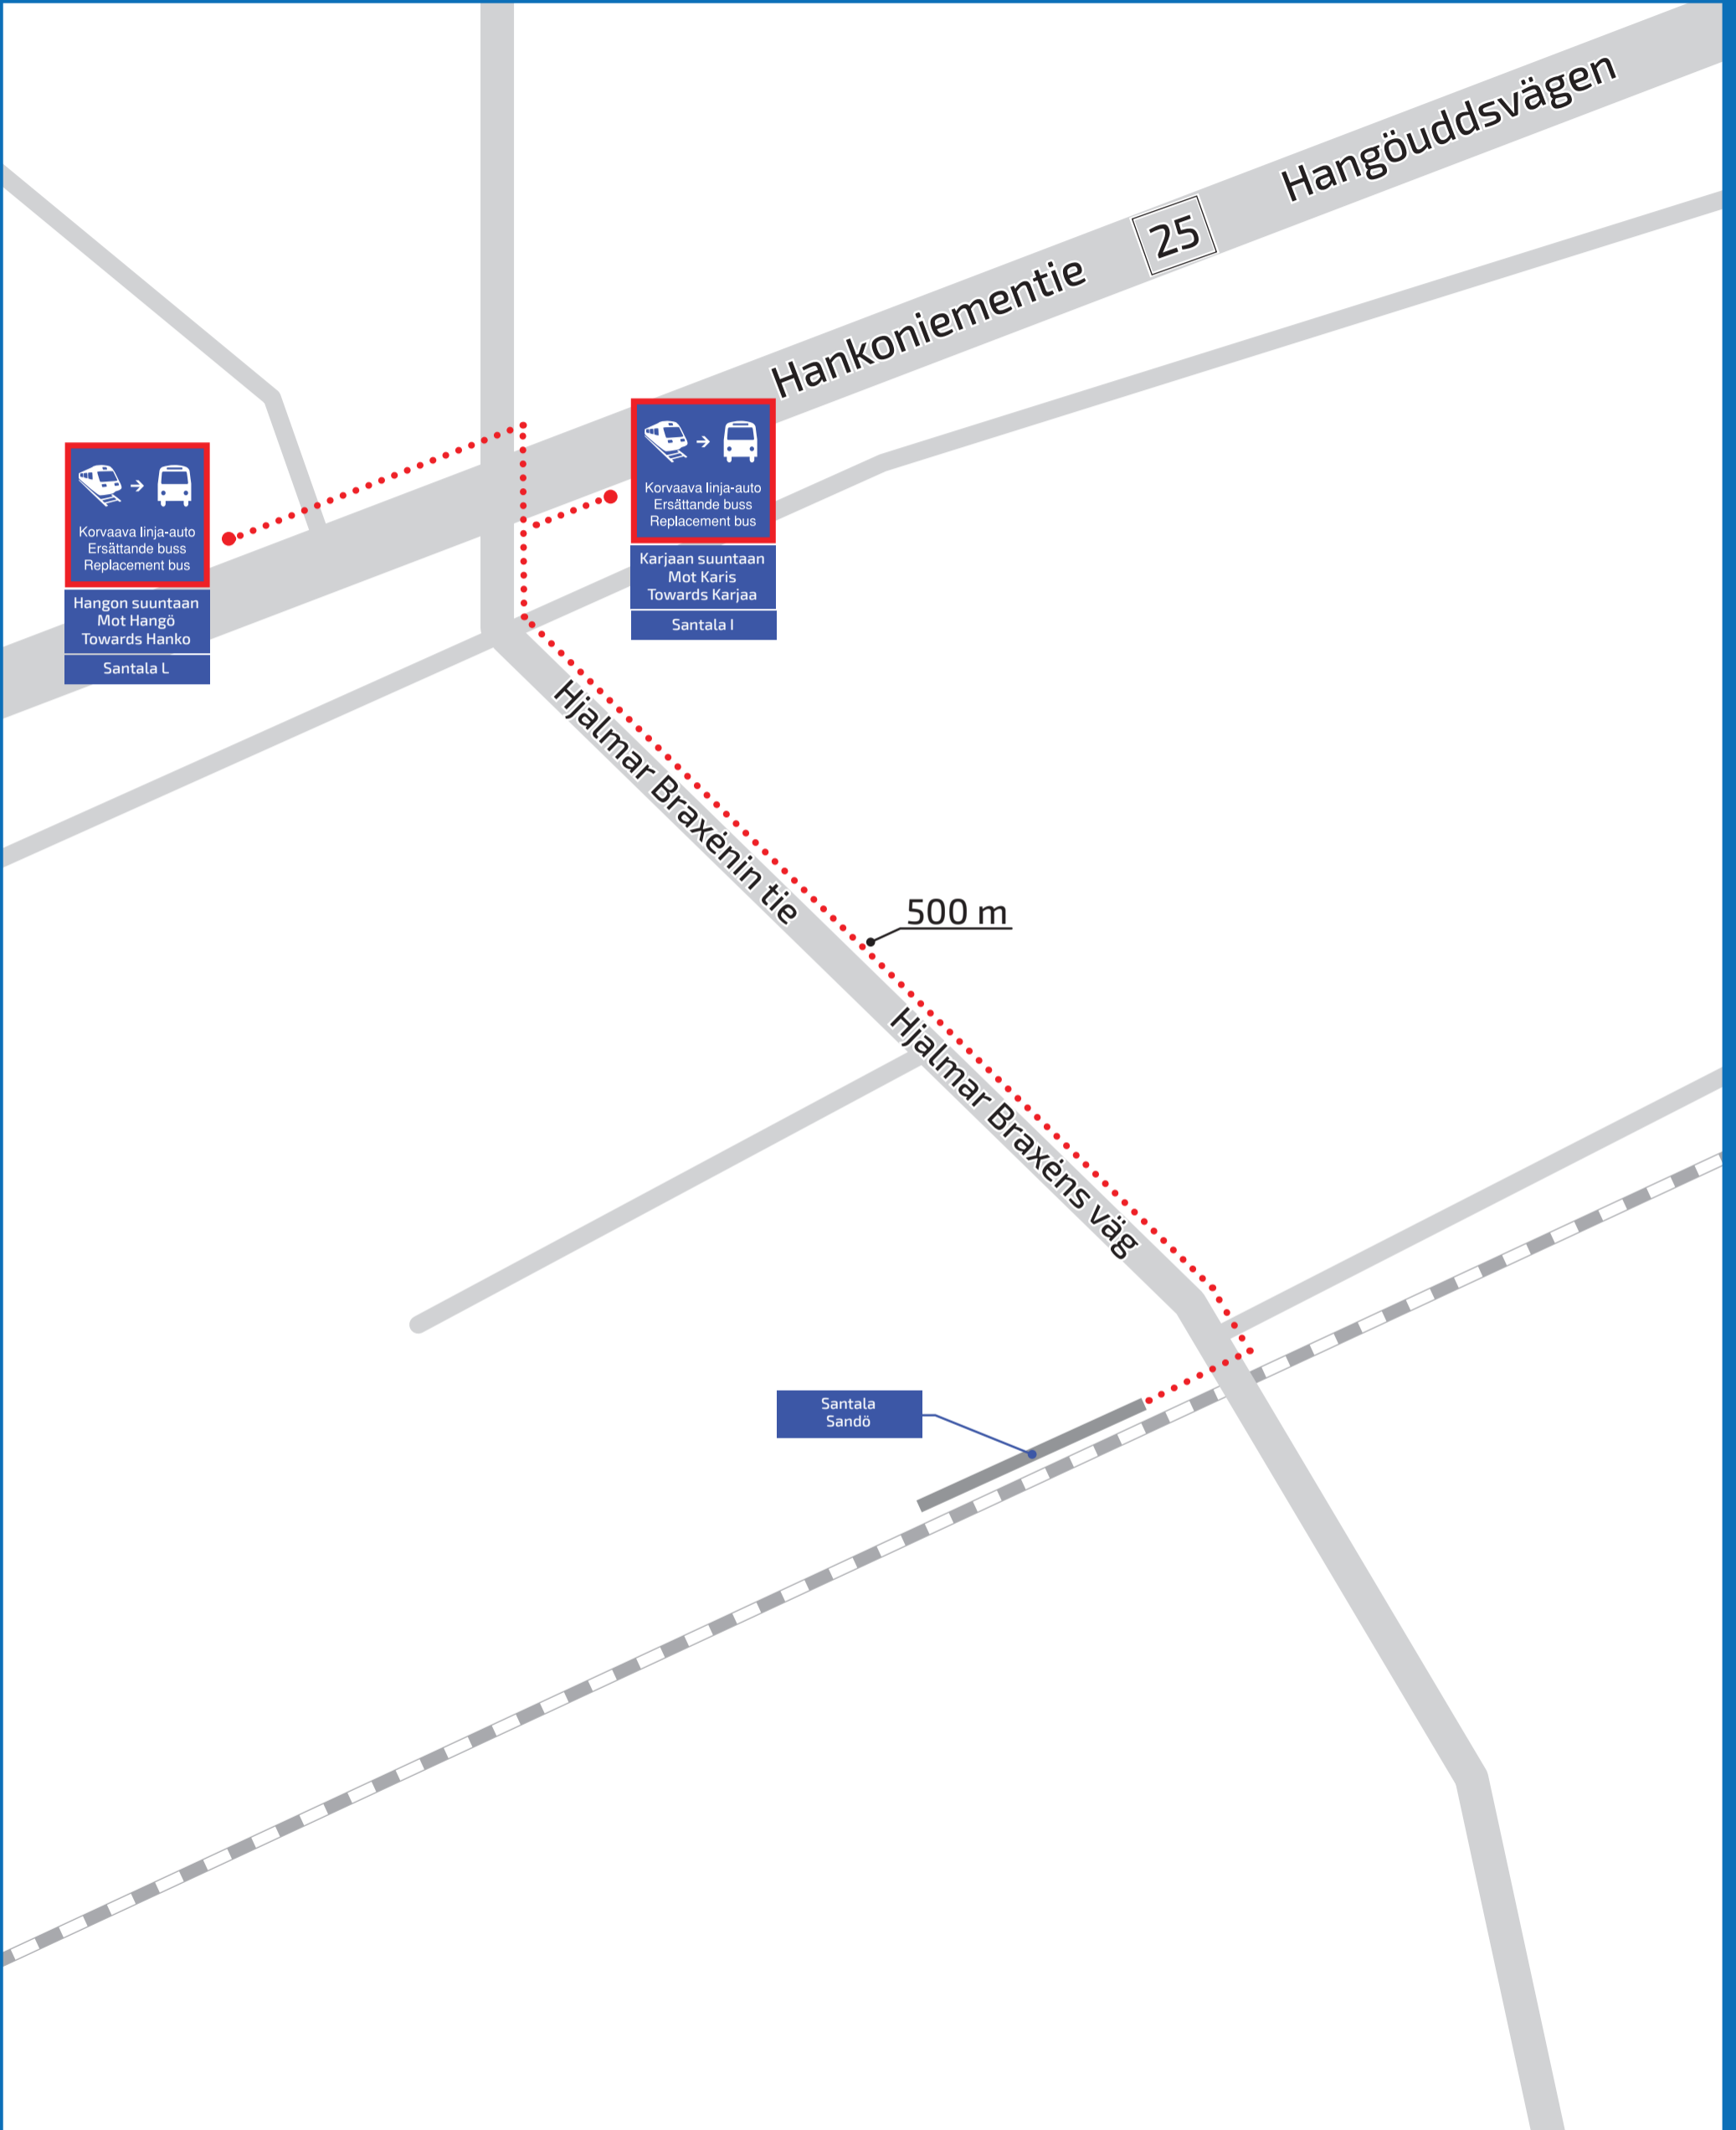 Hangöuddsvägen
25
Hankoniementie
Korvaava linja-auto
Ersättande buss
Replacement bus
Hangon suuntaan
Mot Hangö
Towards Hanko
Santala L
Korvaava linja-auto
Ersättande buss
Replacement bus
Karjaan suuntaan
Mot Karis
Towards Karjaa
Santala I
Hjalmar Braxénin tie
500 m
Hjalmar Braxéns väg
Santala
Sandö